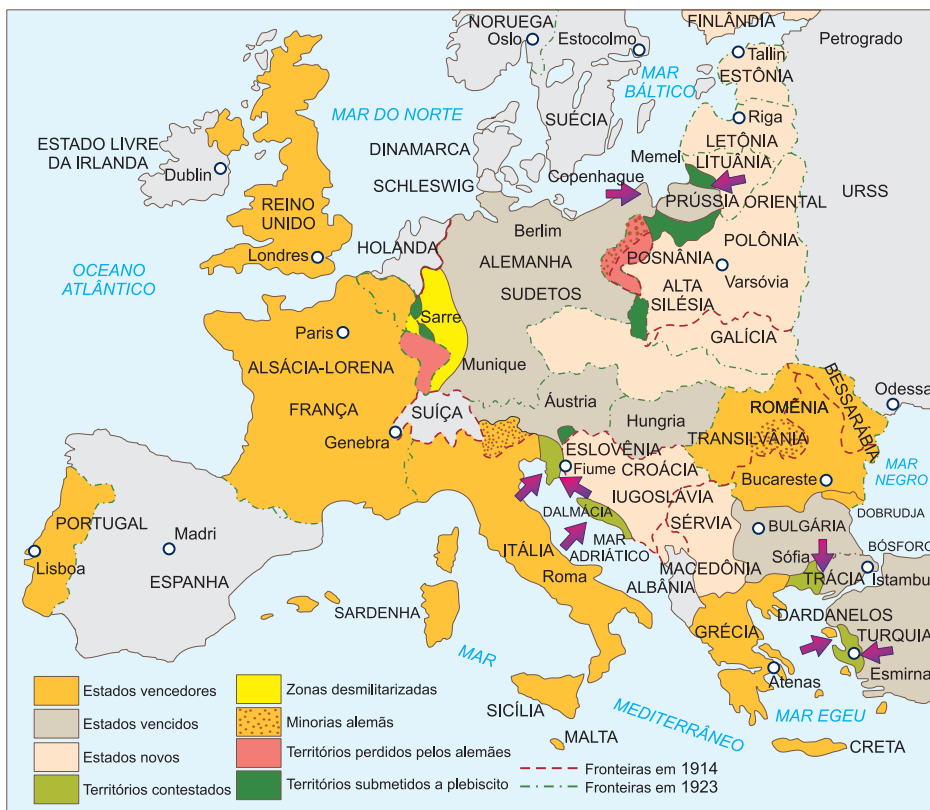 NORUEGA
Oslo
Estocolmo
FINLÂNDIA
Petrogrado
Tallin
ESTÔNIA
MAR
BÁLTICO
MAR DO NORTE
SUÉCIA
Riga
LETÔNIA
LITUÂNIA
ESTADO LIVRE
DA IRLANDA
Dublin
DINAMARCA
Memel
Copenhague
SCHLESWIG
PRÚSSIA
ORIENTAL
URSS
REINO
UNIDO
Londres
HOLANDA
Berlim
ALEMANHA
SUDETOS
POLÔNIA
POSNÂNIA
Varsóvia
ALTA
SILÉSIA
OCEANO
ATLÂNTICO
Sarre
GALÍCIA
Paris
ALSÁCIA-LORENA
Munique
BESSARÁBIA
Odessa
FRANÇA
SUÍÇA
Áustria
Hungria
ROMÊNIA
TRANSILVÂNIA
Genebra
ESLOVÊNIA
Fiume
CROÁCIA
MAR
NEGRO
Bucareste
IUGOSLÁVIA
DALMÁCIA
SÉRVIA
DOBRUDJA
PORTUGAL
Madri
Lisboa
ESPANHA
ITÁLIA
Roma
MAR
ADRIÁTICO
BULGÁRIA
Sófia
BÓSFORO
MACEDÔNIA
ALBÂNIA
TRÁCIA
Istambul
SARDENHA
DARDANELOS
GRÉCIA
TURQUIA
Atenas
Esmirna
MAR
MEDITERRÂNEO
SICÍLIA
MALTA
MAR EGEU
CRETA
Estados vencedores
Estados vencidos
Estados novos
Territórios contestados
Zonas desmilitarizadas
Minorias alemãs
Territórios perdidos pelos alemães
Territórios submetidos a plebiscito
Fronteiras em 1914
Fronteiras em 1923